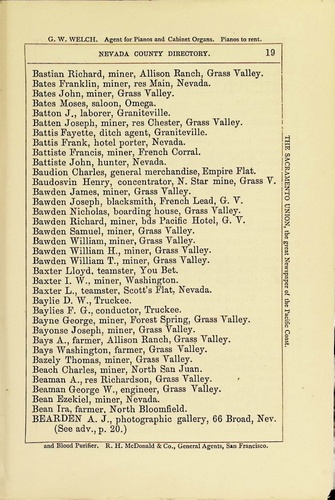 G. W. WELCH. Agent for Pianos and Cabinet Organs. Pianos to rent.
NEVADA COUNTY DIRECTORY. 19
Bastian Richard, miner, Allison Ranch, Grass Valley.
Bates Franklin, miner, res Main, Nevada.
Bates John, miner, Grass Valley.
Bates Moses, saloon, Omega.
Batton J., laborer, Graniteville.
Batten Joseph, miner, res Chester, Grass Valley.
Battis Fayette, ditch agent, Graniteville.
Battis Frank, hotel porter, Nevada.
Battiste Francis, miner, French Corral.
Battiste John, hunter, Nevada.
Baudion Charles, general merchandise, Empire Flat.
Baudosvin Henry, concentrator, N. Star mine, Grass V.
Bawden James, miner, Grass Valley.
Bawden Joseph, blacksmith, French Lead, G. V.
Bawden Nicholas, boarding house, Grass Valley.
Bawden Richard, miner, bds Pacific Hotel, G. V.
Bawden Samuel, miner, Grass Valley.
Bawden William, miner, Grass Valley.
Bawden William H., miner, Grass Valley.
Bawden William T., miner, Grass Valley.
Baxter Lloyd, teamster, You Bet.
Baxter I. W., miner, Washington.
Baxter L., teamster, Scott's Flat, Nevada.
Baylie D. W., Truckee.
Baylies F. G., conductor, Truckee.
Bayne George, miner, Forest Spring, Grass Valley.
Bayonse Joseph, miner, Grass Valley.
Bays A., farmer, Allison Ranch, Grass Valley.
Bays Washington, farmer, Grass Valley.
Bazely Thomas, miner, Grass Valley.
Beach Charles, miner, North San Juan.
Beaman A., res Richardson, Grass Valley.
Beaman George W., engineer, Grass Valley.
Bean Ezekiel, miner, Nevada.
Bean Ira, farmer, North Bloomfield.
BEARDEN A. J., photographic gallery, 66 Broad, Nev.
(See adv., p. 20.)
THE SACRAMENTO UNION, the great Newspaper of the Pacific Coast.
and Blood Purifier. R. H. McDonald & Co., General Agents, San Francisco.